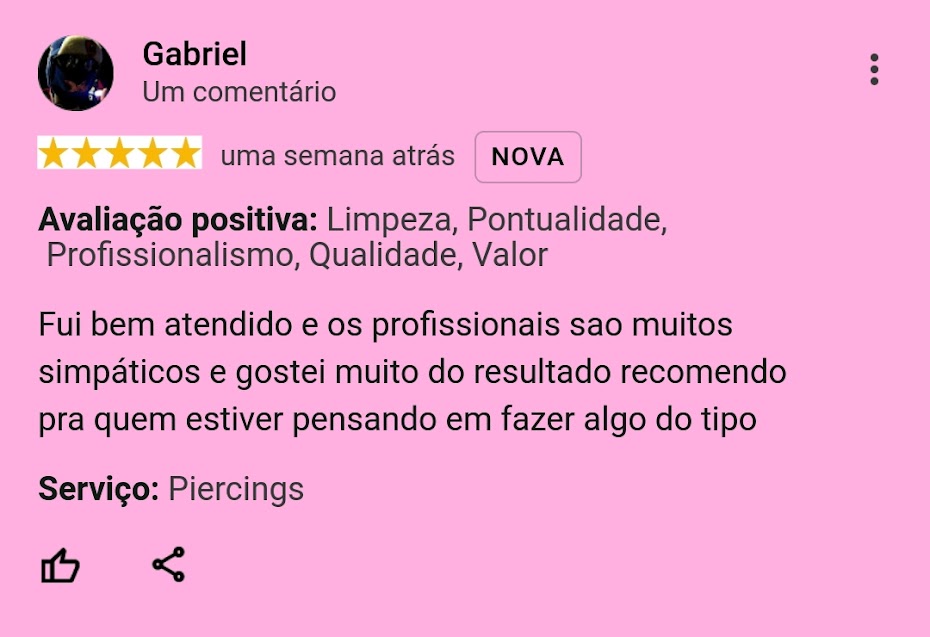 Gabriel
Um comentário
uma semana atrás NOVA
Avaliação positiva: Limpeza, Pontualidade,
Profissionalismo, Qualidade, Valor
Fui bem atendido e os profissionais sao muitos
simpáticos e gostei muito do resultado recomendo
pra quem estiver pensando em fazer algo do tipo
Serviço: Piercings